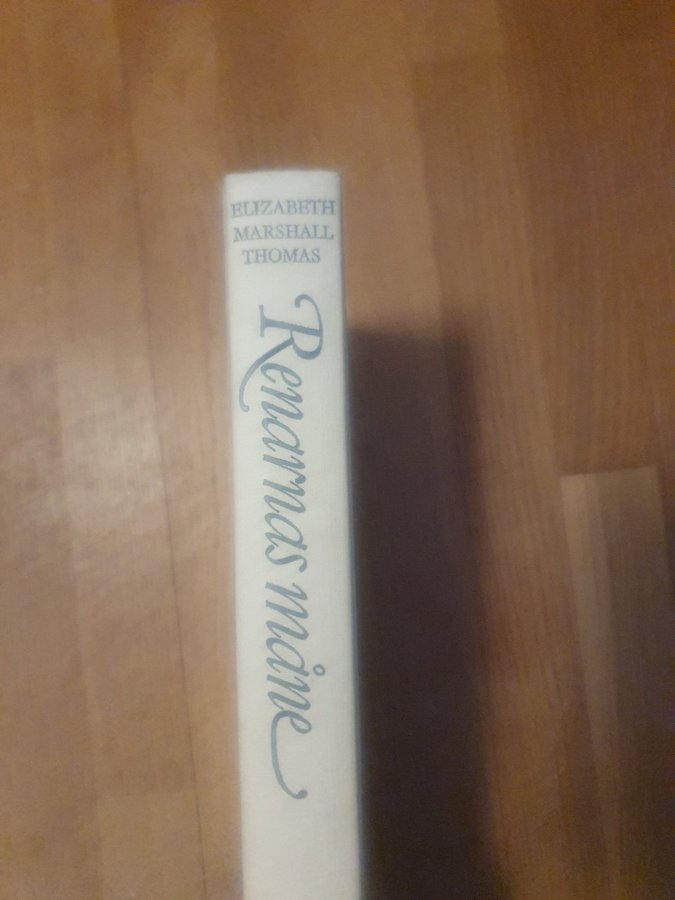 ELIZABETH
MARSHALL
THOMAS
Renarnas måne